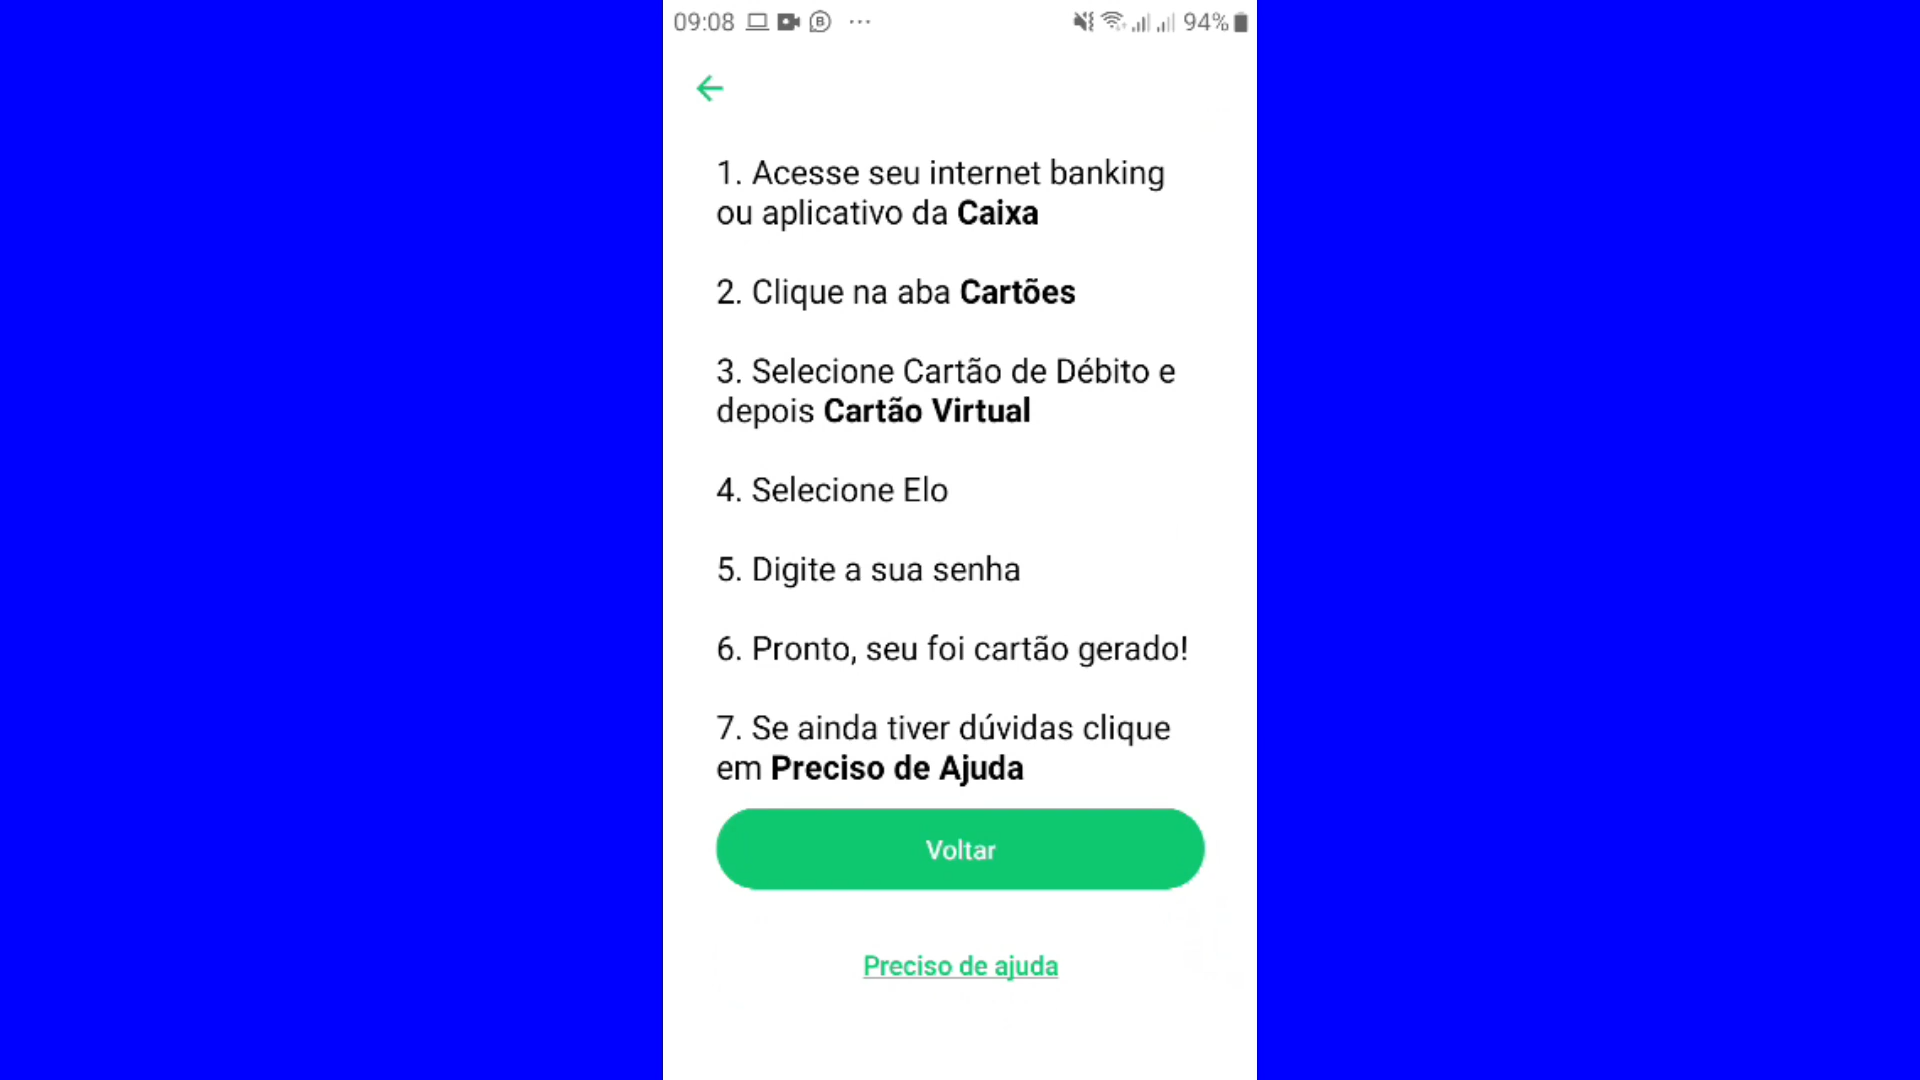 09:08 94%
1. Acesse seu internet banking
ou aplicativo da Caixa
2. Clique na aba Cartões
3. Selecione Cartão de Débito e
depois Cartão Virtual
4. Selecione Elo
5. Digite a sua senha
6. Pronto, seu foi cartão gerado!
7. Se ainda tiver dúvidas clique
em Preciso de Ajuda
Voltar
Preciso de ajuda